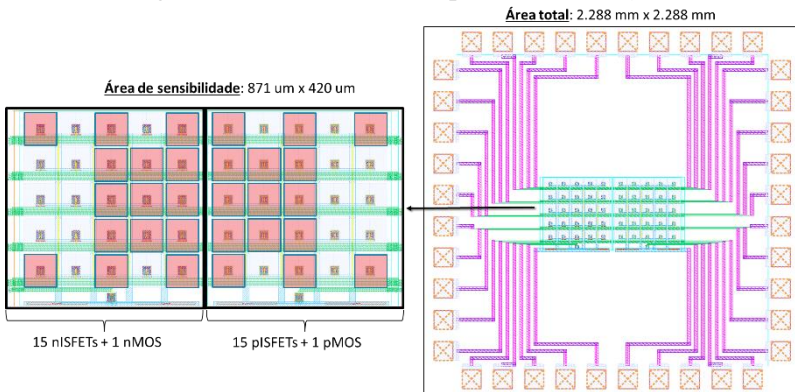 Área total: 2.288 mm x 2.288 mm
Área de sensibilidade: 871 um x 420 um
15 nISFETs + 1 nMOS
15 pISFETs + 1 pMOS